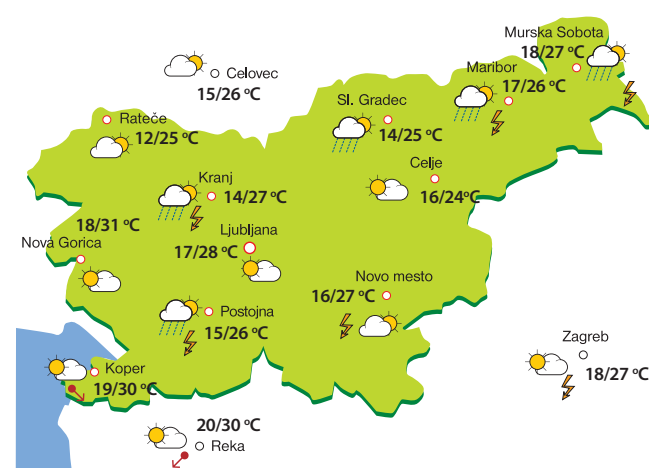 Murska Sobota
18/27 °C
Celovec
15/26 °C
Maribor
17/26 °C
Sl. Gradec
14/25 °C
Rateče
12/25 °C
Celje
16/24°C
Kranj
14/27 °C
18/31 °C
Nova Gorica
Ljubljana
17/28 °C
Novo mesto
16/27 °C
Postojna
15/26 °C
Zagreb
18/27 °C
Koper
19/30 °C
20/30 °C
Reka